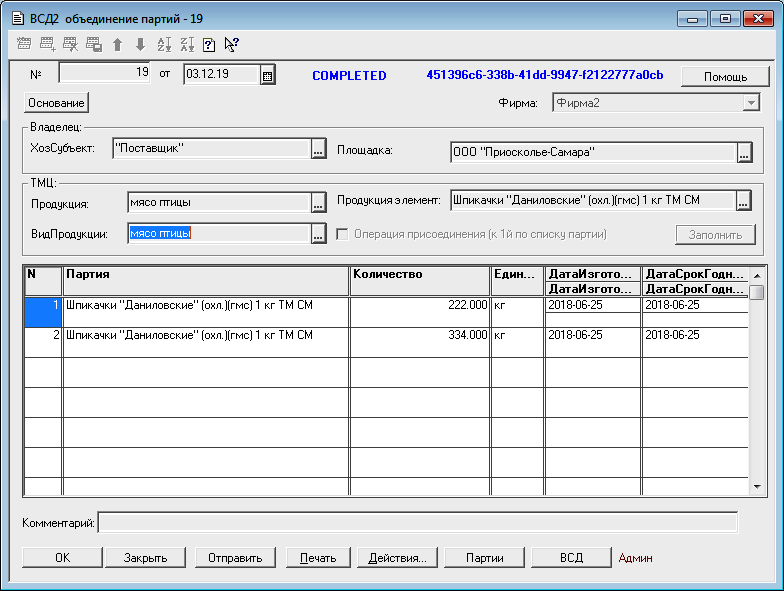 ВСД2 объединение партий - 19
№ 19 от 03.12.19 COMPLETED 451396c6-338b-41dd-9947-f2122777a0cb Помощь
Основание Фирма: Фирма2
Владелец:
ХозСубъект: "Поставщик" ... Площадка: ООО "Приосколье-Самара" ...
ТМЦ:
Продукция: мясо птицы ... Продукция элемент: Шпикачки "Даниловские" (охл.)(гмс) 1 кг ТМ СМ ...
ВидПродукции: мясо птицы ... Операция присоединения (к 1й по списку партии) Заполнить
N Партия Количество Един... ДатаИзгото... ДатаСрокГодн...
ДатаИзгото... ДатаСрокГодн...
1 Шпикачки "Даниловские" (охл.)(гмс) 1 кг ТМ СМ 222.000 кг 2018-06-25 2018-06-25
2 Шпикачки "Даниловские" (охл.)(гмс) 1 кг ТМ СМ 334.000 кг 2018-06-25 2018-06-25
Комментарий:
OK Закрыть Отправить Печать Действия... Партии ВСД Админ